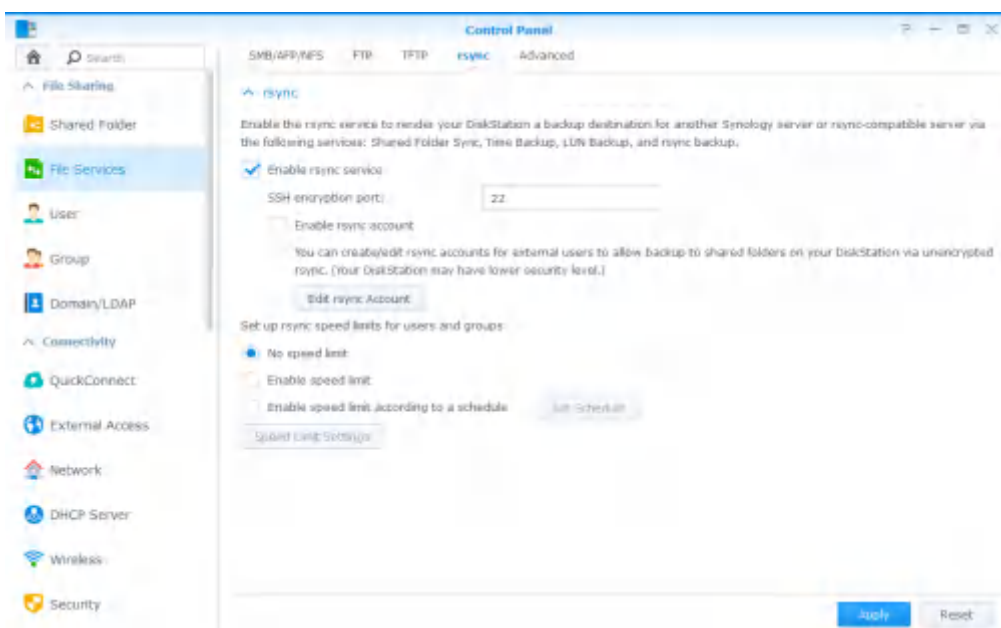 Control Panel
Search
SMB/AFP/NFS FTP TFTP rsync Advanced
File Sharing
Shared Folder
File Services
User
Group
Domain/LDAP
Connectivity
QuickConnect
External Access
Network
DHCP Server
Wireless
Security
rsync
Enable the rsync service to render your DiskStation a backup destination for another Synology server or rsync-compatible server via
the following services: Shared Folder Sync, Time Backup, LUN Backup, and rsync backup.
Enable rsync service
SSH encryption port: 22
Enable rsync account
You can create/edit rsync accounts for external users to allow backup to shared folders on your DiskStation via unencrypted
rsync. (Your DiskStation may have lower security level.)
Edit rsync Account
Set up rsync speed limits for users and groups
No speed limit
Enable speed limit
Enable speed limit according to a schedule Set Schedule
Speed Limit Settings
Apply Reset